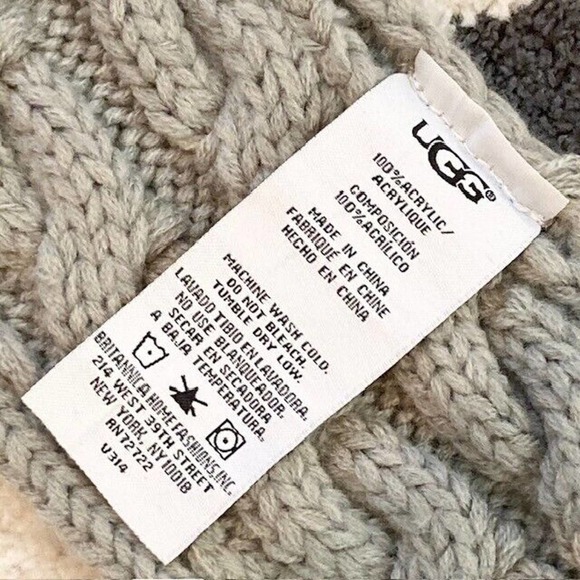 UGG®
100% ACRYLIC/
ACRYLIQUE
COMPOSICIÓN
100% ACRÍLICO
MADE IN CHINA
FABRIQUE EN CHINE
HECHO EN CHINA
MACHINE WASH COLD.
DO NOT BLEACH.
TUMBLE DRY LOW.
LAVADO TIBIO EN LAVADORA.
NO USE BLANQUEADOR.
SECAR EN SECADORA
A BAJA TEMPERATURA.
BRITANNICA HOME FASHIONS, INC.
214 WEST 39TH STREET
NEW YORK, NY 10018
RN72722
V314